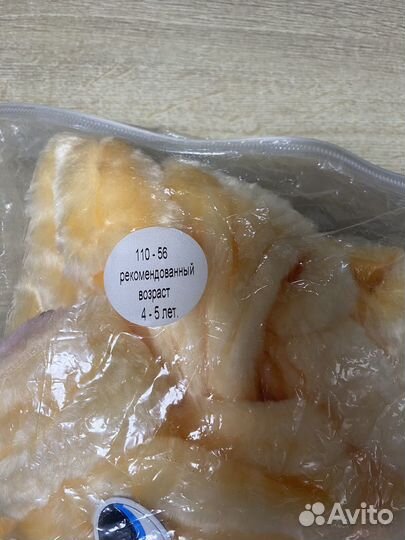 110 - 56
рекомендованный
возраст
4 - 5 лет.
Avito